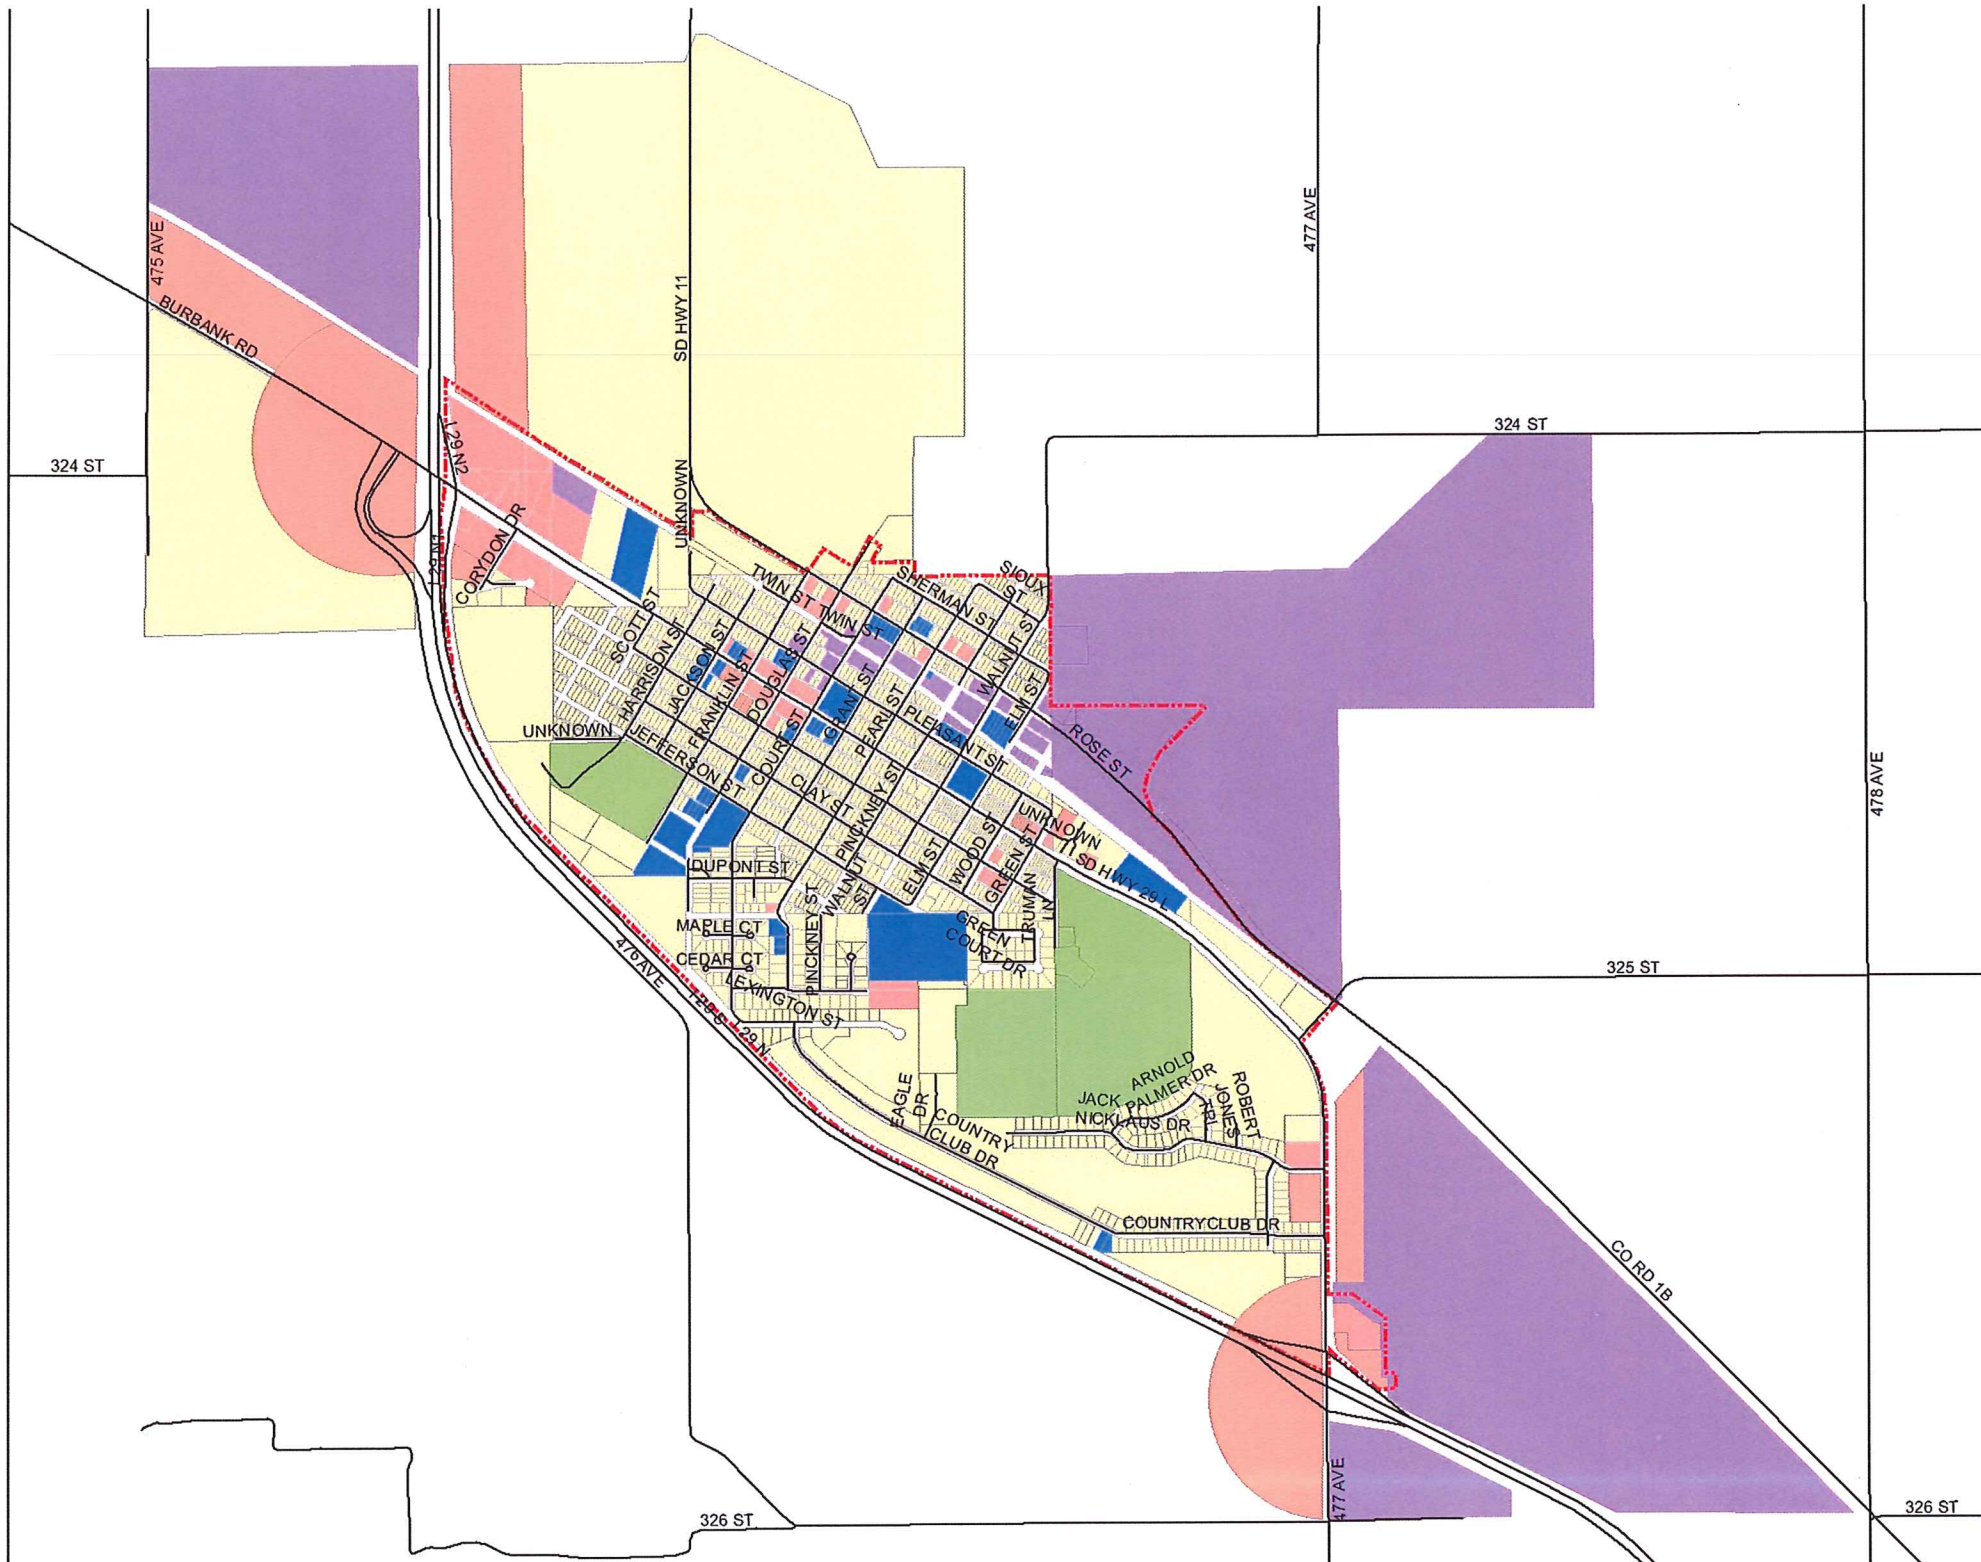 475 AVE
BURBANK RD
324 ST
SD HWY 11
477 AVE
324 ST
478 AVE
UNKNOWN
CORYDON DR
TWIN ST
TWIN ST
SHERMAN ST
SIOUX
ST
SCOTT ST
HARRISON ST
JACKSON ST
FRANKLIN ST
DOUGLAS ST
COURT ST
GRANT ST
PEARL ST
PLEASANT ST
WALNUT ST
ELM ST
ROSE ST
UNKNOWN
JEFFERSON ST
CLAY ST
PINCKNEY ST
WALNUT
ST
ELM ST
WOOD ST
GREEN ST
UNKNOWN
SD HWY 29 L
TRUMAN
LN
DUPONT ST
MAPLE CT
CEDAR CT
PINCKNEY ST
LEXINGTON ST
GREEN
COURT DR
476 AVE
I 29 N
325 ST
EAGLE
DR
COUNTRY
CLUB DR
JACK
NICKLAUS DR
ARNOLD
PALMER DR
ROBERT
JONES
TRL
COUNTRYCLUB DR
CO RD 1B
477 AVE
326 ST
326 ST